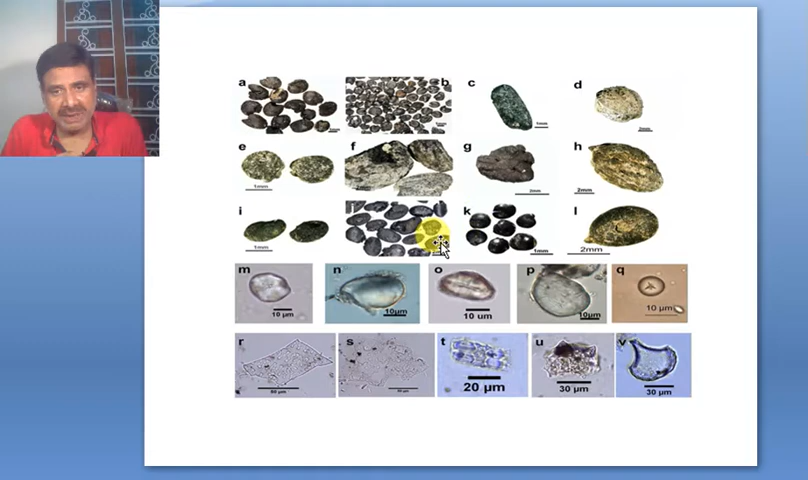 a b c d
1mm 2mm
e f g h
1mm 2mm 2mm
i k l
1mm 1mm 2mm
m n o p q
10 µm 10µm 10 um 10µm 10 µm
r s t u v
20 µm 30 µm 30 µm